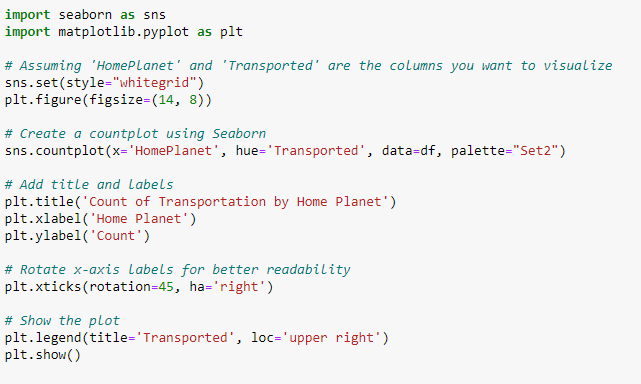 import seaborn as sns
import matplotlib.pyplot as plt
# Assuming 'HomePlanet' and 'Transported' are the columns you want to visualize
sns.set(style="whitegrid")
plt.figure(figsize=(14, 8))
# Create a countplot using Seaborn
sns.countplot(x='HomePlanet', hue='Transported', data=df, palette="Set2")
# Add title and labels
plt.title('Count of Transportation by Home Planet')
plt.xlabel('Home Planet')
plt.ylabel('Count')
# Rotate x-axis labels for better readability
plt.xticks(rotation=45, ha='right')
# Show the plot
plt.legend(title='Transported', loc='upper right')
plt.show()